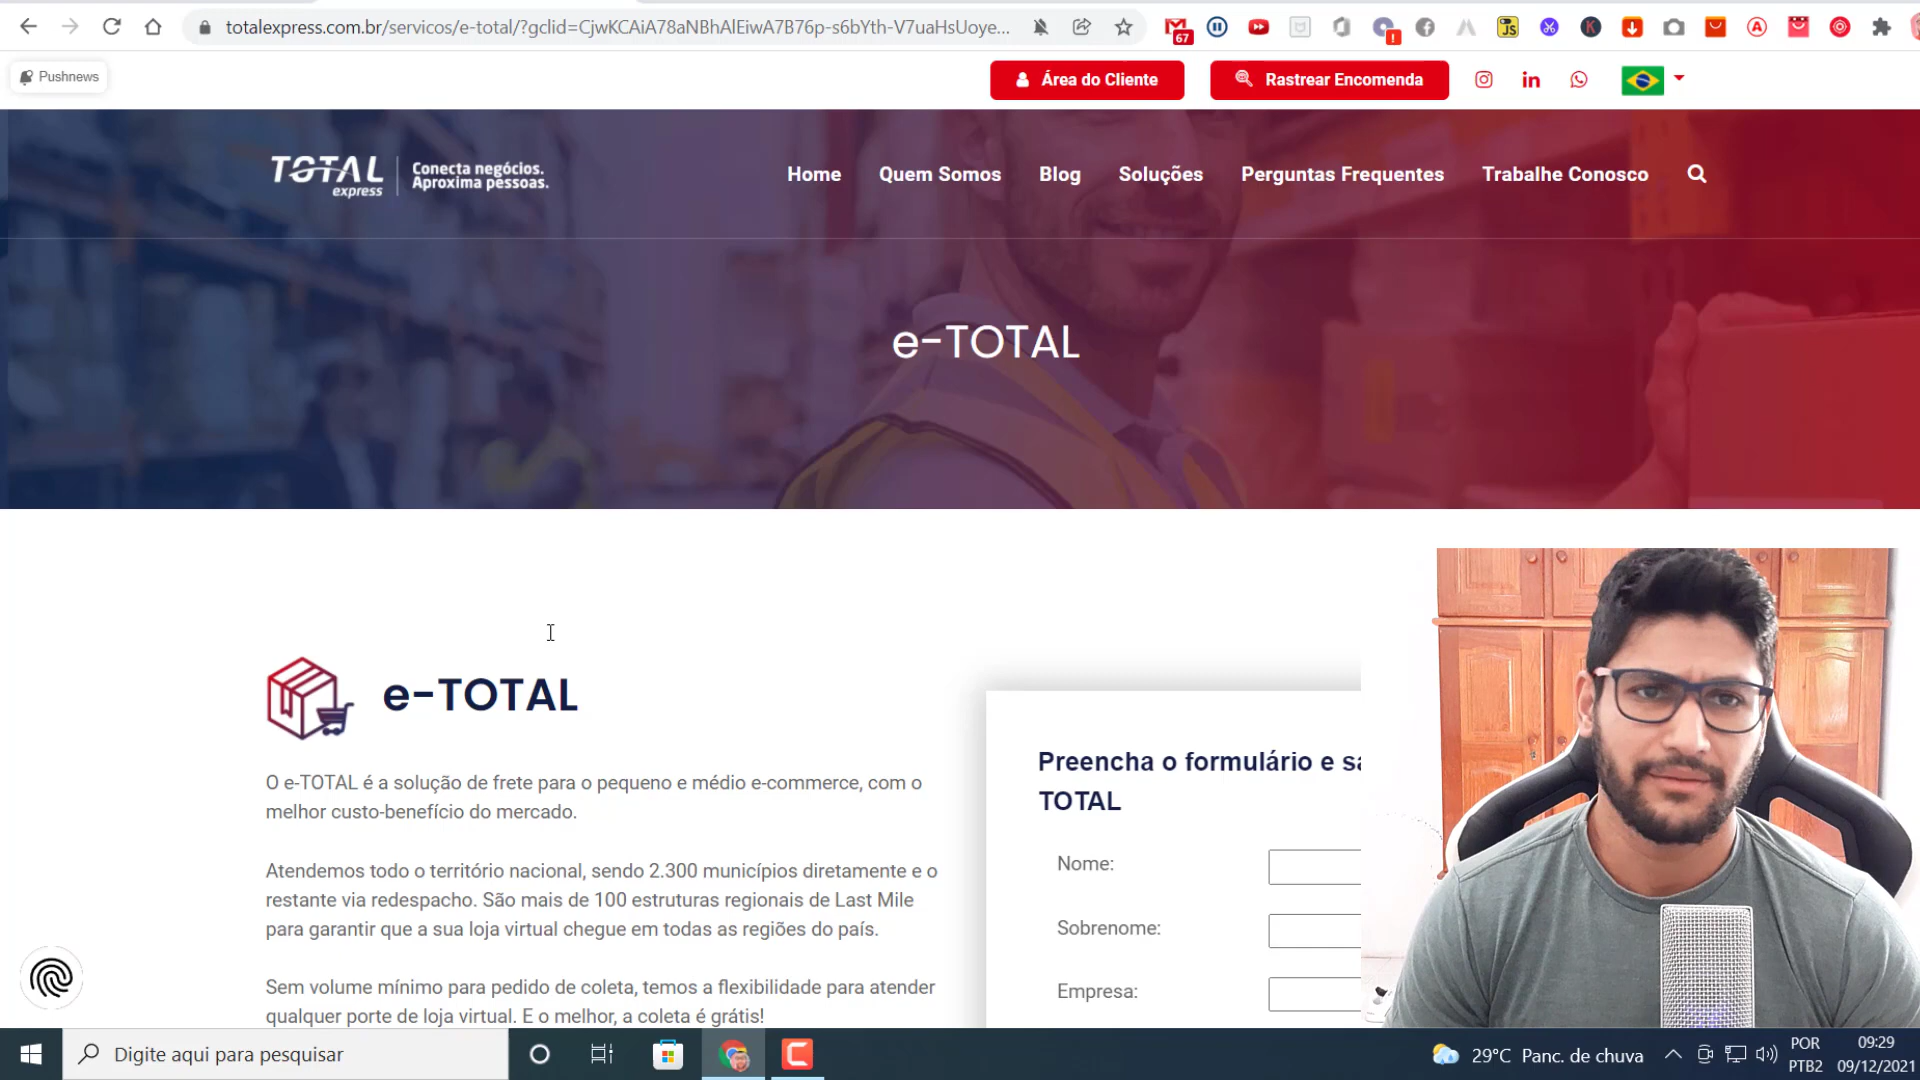 totalexpress.com.br/servicos/e-total/?gclid=CjwKCAiA78aNBhAlEiwA7B76p-s6bYth-V7uaHsUoye...
67
JS
Pushnews
Área do Cliente
Rastrear Encomenda
TOTAL express
Conecta negócios.
Aproxima pessoas.
Home
Quem Somos
Blog
Soluções
Perguntas Frequentes
Trabalhe Conosco
e-TOTAL
e-TOTAL
O e-TOTAL é a solução de frete para o pequeno e médio e-commerce, com o
melhor custo-benefício do mercado.
Atendemos todo o território nacional, sendo 2.300 municípios diretamente e o
restante via redespacho. São mais de 100 estruturas regionais de Last Mile
para garantir que a sua loja virtual chegue em todas as regiões do país.
Sem volume mínimo para pedido de coleta, temos a flexibilidade para atender
qualquer porte de loja virtual. E o melhor, a coleta é grátis!
Preencha o formulário e sa
TOTAL
Nome:
Sobrenome:
Empresa:
Digite aqui para pesquisar
29°C Panc. de chuva
POR
PTB2
09:29
09/12/2021